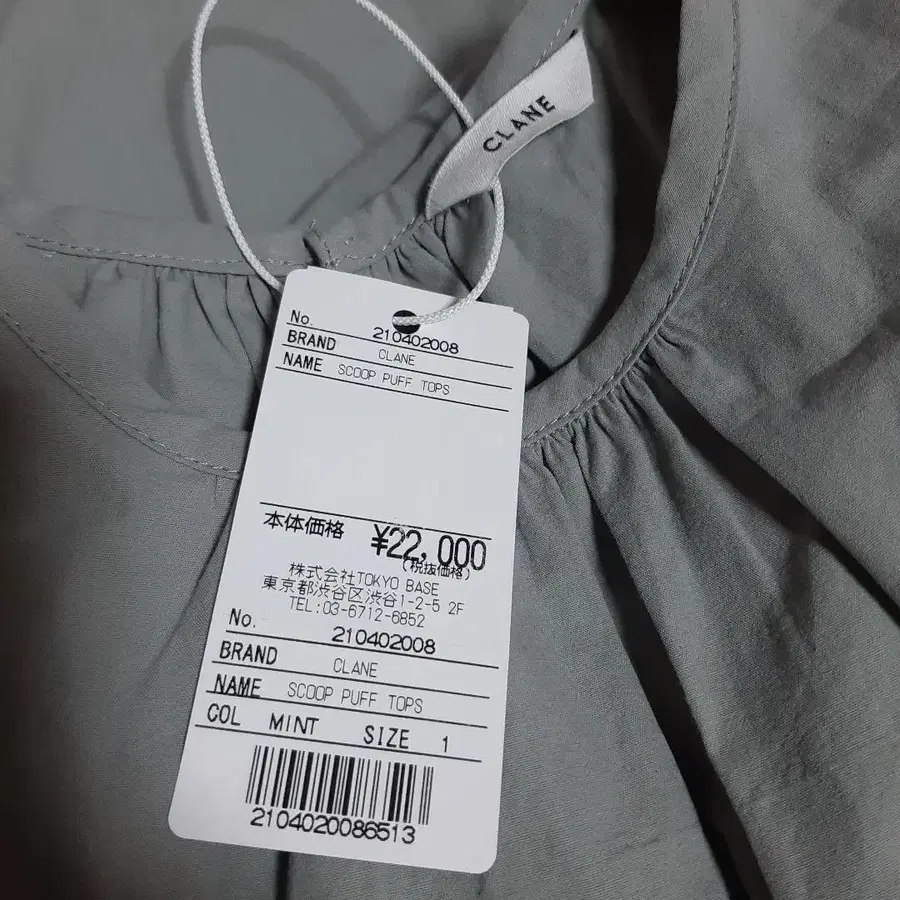 CLANE
No. 210402008
BRAND CLANE
NAME SCOOP PUFF TOPS
本体価格 ¥22,000
(税抜価格)
株式会社TOKYO BASE
東京都渋谷区渋谷1-2-5 2F
TEL:03-6712-6852
No. 210402008
BRAND CLANE
NAME SCOOP PUFF TOPS
COL MINT SIZE 1
2104020086513